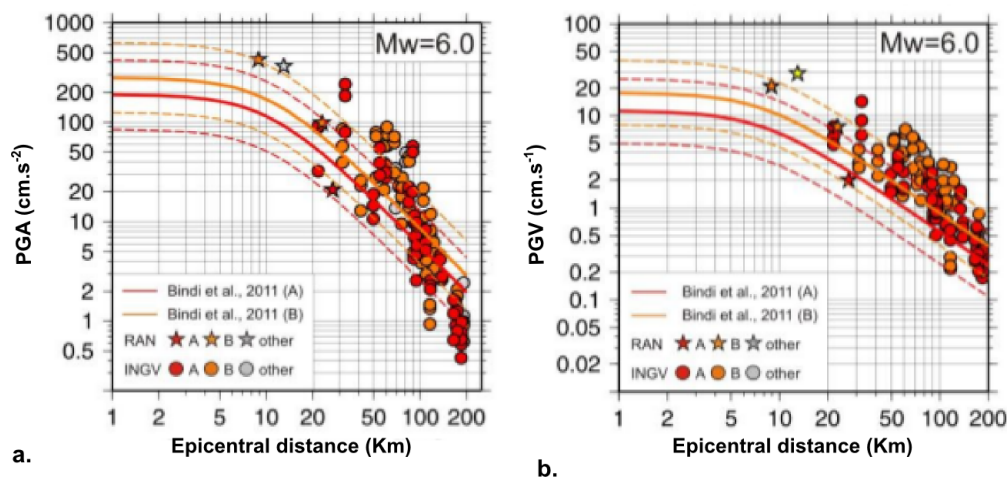 a.
PGA (cm.s⁻²)
1000
500
200
100
50
20
10
5
2
1
0.5
Mw=6.0
Bindi et al., 2011 (A)
Bindi et al., 2011 (B)
RAN A B other
INGV A B other
1 2 5 10 20 50 100 200
Epicentral distance (Km)
b.
PGV (cm.s⁻¹)
100
50
20
10
5
2
1
0.5
0.2
0.1
0.05
0.02
Mw=6.0
Bindi et al., 2011 (A)
Bindi et al., 2011 (B)
RAN A B other
INGV A B other
1 2 5 10 20 50 100 200
Epicentral distance (Km)